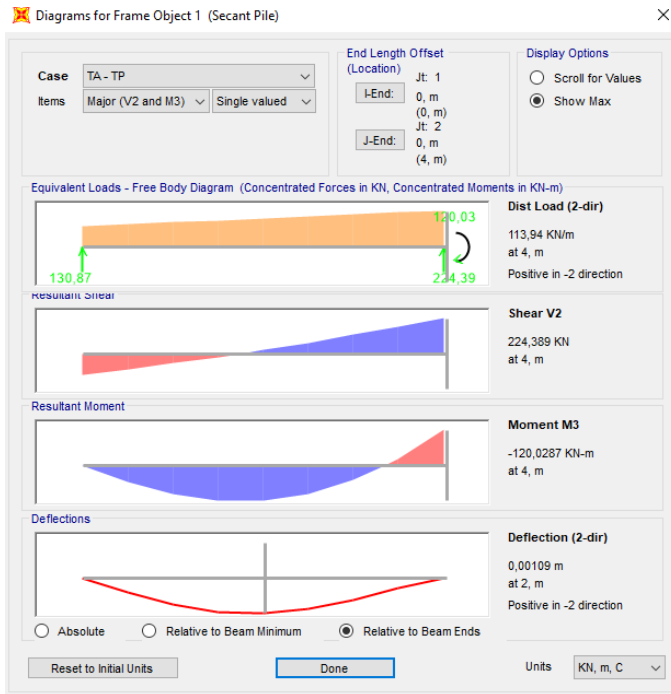 Diagrams for Frame Object 1 (Secant Pile)
Case TA - TP
Items Major (V2 and M3) Single valued
End Length Offset
(Location)
Jt: 1
I-End: 0, m
(0, m)
Jt: 2
J-End: 0, m
(4, m)
Display Options
Scroll for Values
Show Max
Equivalent Loads - Free Body Diagram (Concentrated Forces in KN, Concentrated Moments in KN-m)
120,03
130,87
224,39
Dist Load (2-dir)
113,94 KN/m
at 4, m
Positive in -2 direction
Resultant Shear
Shear V2
224,389 KN
at 4, m
Resultant Moment
Moment M3
-120,0287 KN-m
at 4, m
Deflections
Deflection (2-dir)
0,00109 m
at 2, m
Positive in -2 direction
Absolute Relative to Beam Minimum Relative to Beam Ends
Reset to Initial Units Done Units KN, m, C